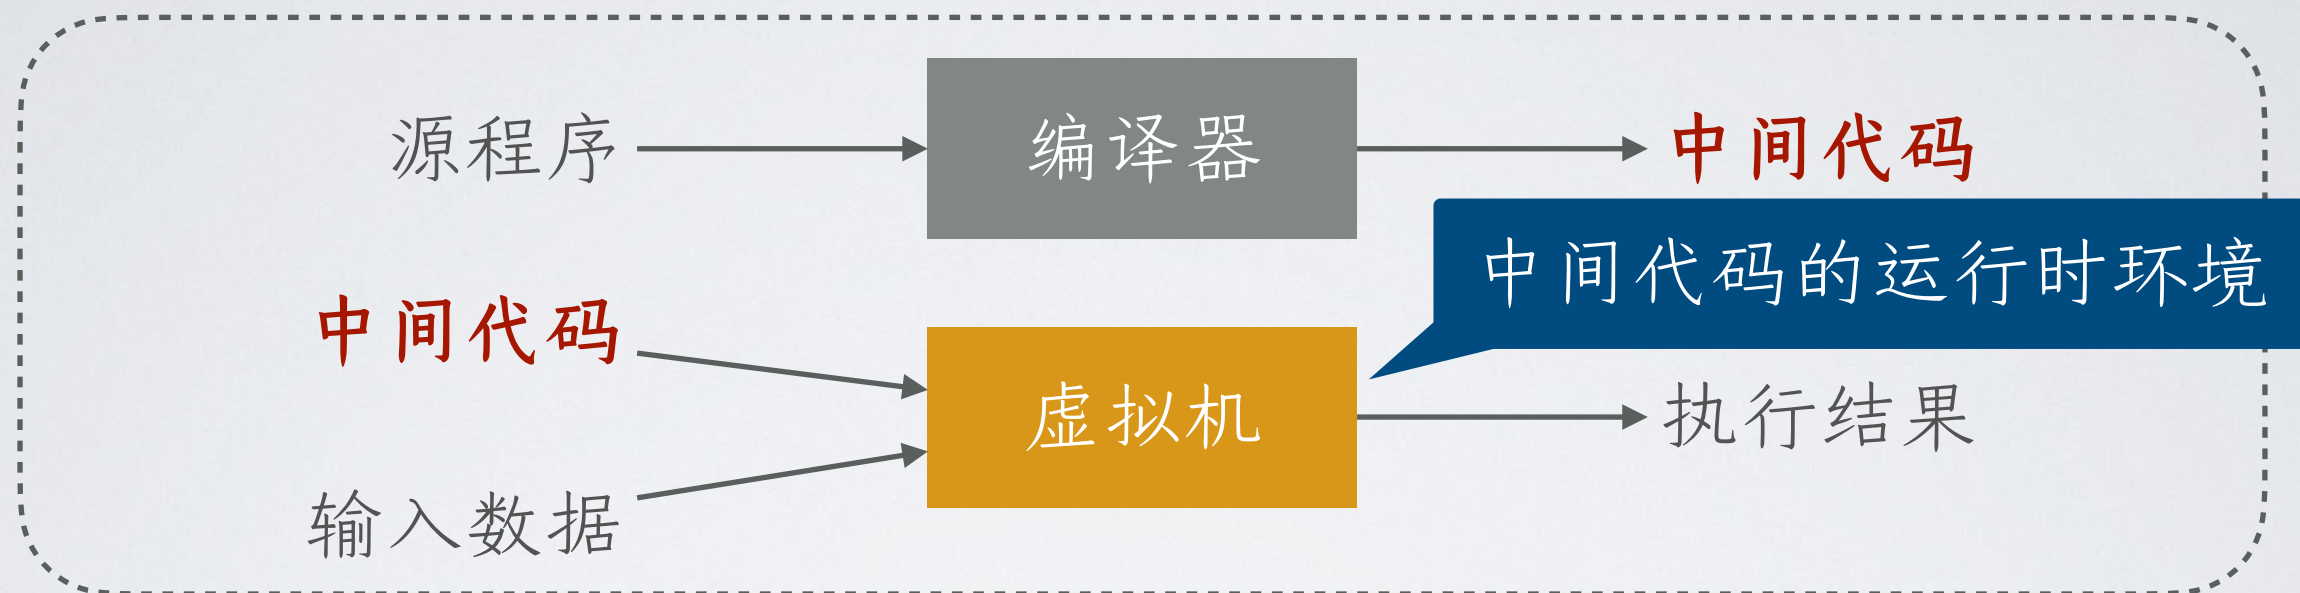 源程序
编译器
中间代码
中间代码的运行时环境
中间代码
虚拟机
执行结果
输入数据